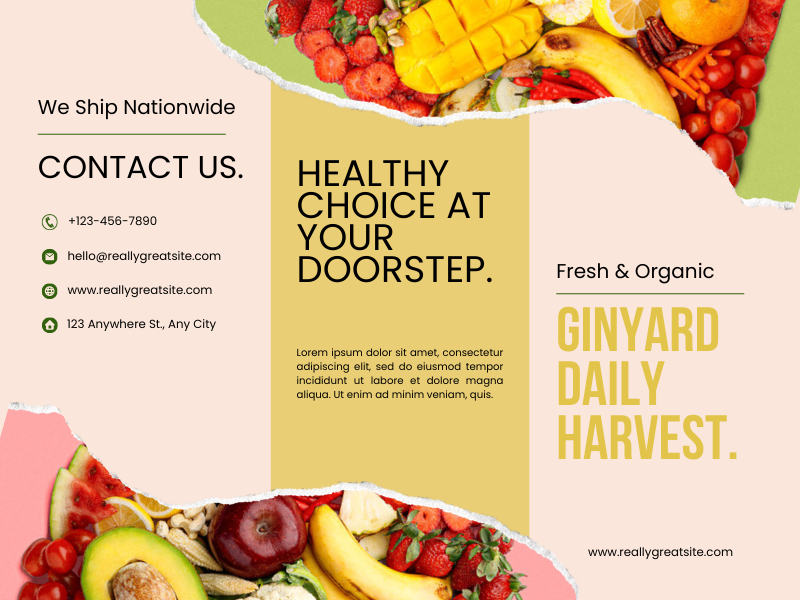 We Ship Nationwide
CONTACT US.
+123-456-7890
hello@reallygreatsite.com
www.reallygreatsite.com
123 Anywhere St., Any City
HEALTHY
CHOICE AT
YOUR
DOORSTEP.
Lorem ipsum dolor sit amet, consectetur
adipiscing elit, sed do eiusmod tempor
incididunt ut labore et dolore magna
aliqua. Ut enim ad minim veniam, quis.
Fresh & Organic
GINYARD
DAILY
HARVEST.
www.reallygreatsite.com